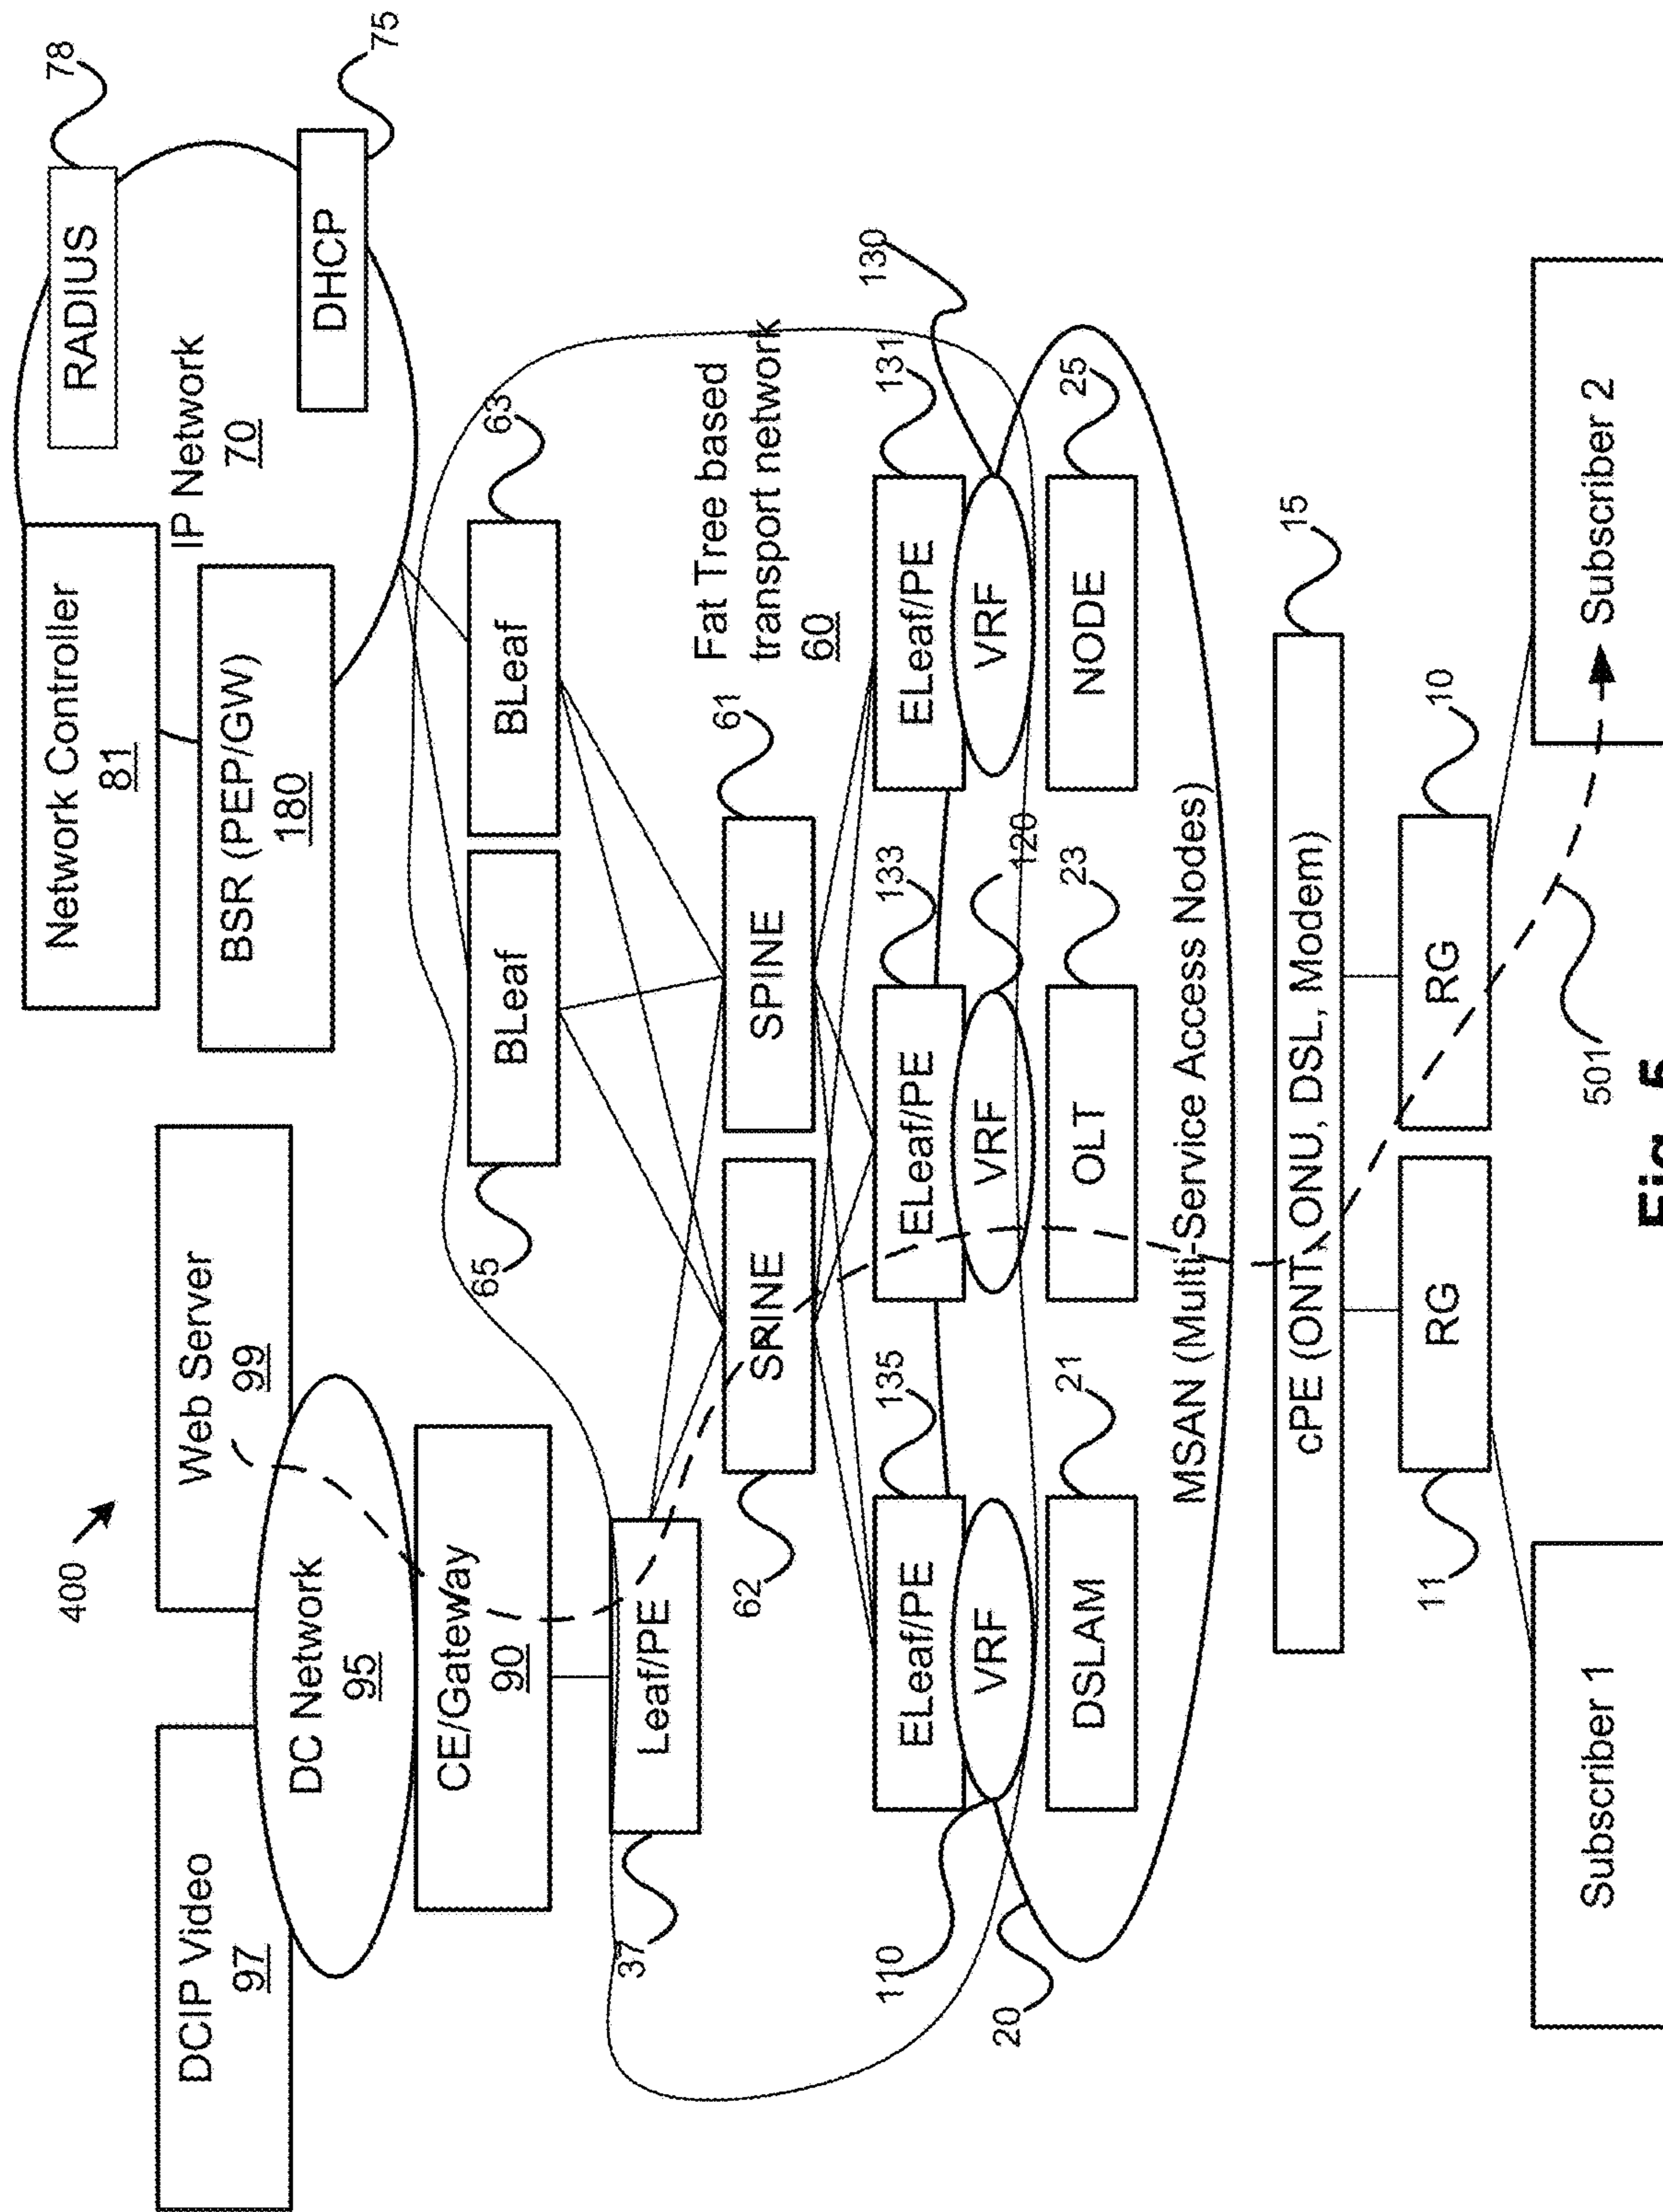 400
DCIP Video
97
Web Server
99
DC Network
95
CE/Gateway
90
Leaf/PE
37
Network Controller
81
BSR (PEP/GW)
180
RADIUS
78
IP Network
70
DHCP
75
BLeaf
65
BLeaf
63
SPINE
62
SPINE
61
Fat Tree based
transport network
60
ELeaf/PE
135
ELeaf/PE
133
ELeaf/PE
131
VRF
110
VRF
120
VRF
130
DSLAM
21
OLT
23
NODE
25
20
MSAN (Multi-Service Access Nodes)
cPE (ONT, ONU, DSL, Modem)
15
RG
11
RG
10
Subscriber 1
Subscriber 2
501
Fig. 5